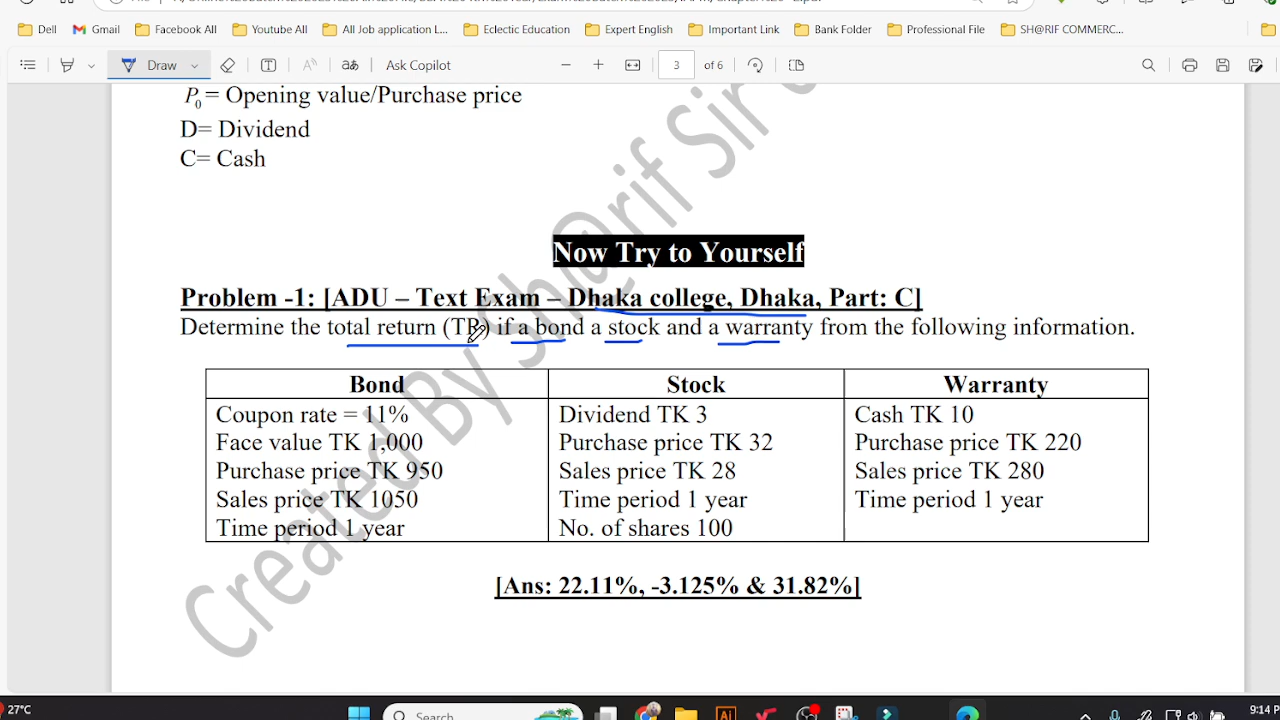 Dell Gmail Facebook All Youtube All All Job application L... Eclectic Education Expert English Important Link Bank Folder Professional File SH@RIF COMMERC...
Draw Ask Copilot 3 of 6
P0 = Opening value/Purchase price
D= Dividend
C= Cash
Now Try to Yourself
Problem -1: [ADU – Text Exam – Dhaka college, Dhaka, Part: C]
Determine the total return (TR) if a bond a stock and a warranty from the following information.
Bond Stock Warranty
Coupon rate = 11% Dividend TK 3 Cash TK 10
Face value TK 1,000 Purchase price TK 32 Purchase price TK 220
Purchase price TK 950 Sales price TK 28 Sales price TK 280
Sales price TK 1050 Time period 1 year Time period 1 year
Time period 1 year No. of shares 100
[Ans: 22.11%, -3.125% & 31.82%]
Created By Sh@rif Sir
27°C Search 9:14 P